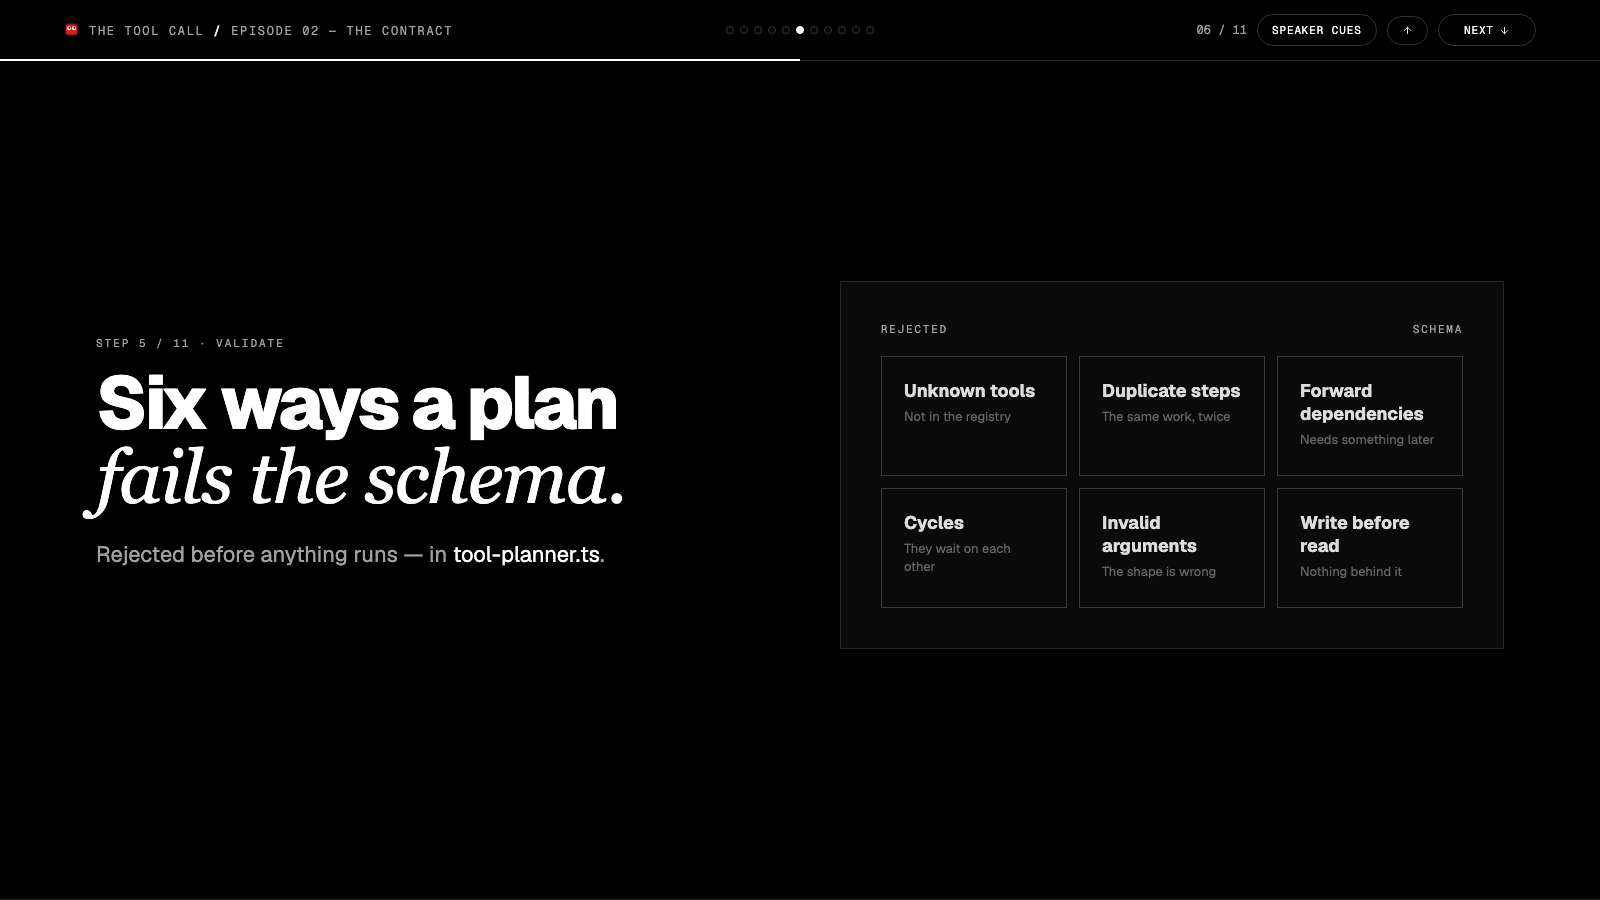 THE TOOL CALL / EPISODE 02 — THE CONTRACT
06 / 11
SPEAKER CUES
↑
NEXT ↓
STEP 5 / 11 · VALIDATE
Six ways a plan
fails the schema.
Rejected before anything runs — in tool-planner.ts.
REJECTED
SCHEMA
Unknown tools
Not in the registry
Duplicate steps
The same work, twice
Forward
dependencies
Needs something later
Cycles
They wait on each
other
Invalid
arguments
The shape is wrong
Write before
read
Nothing behind it